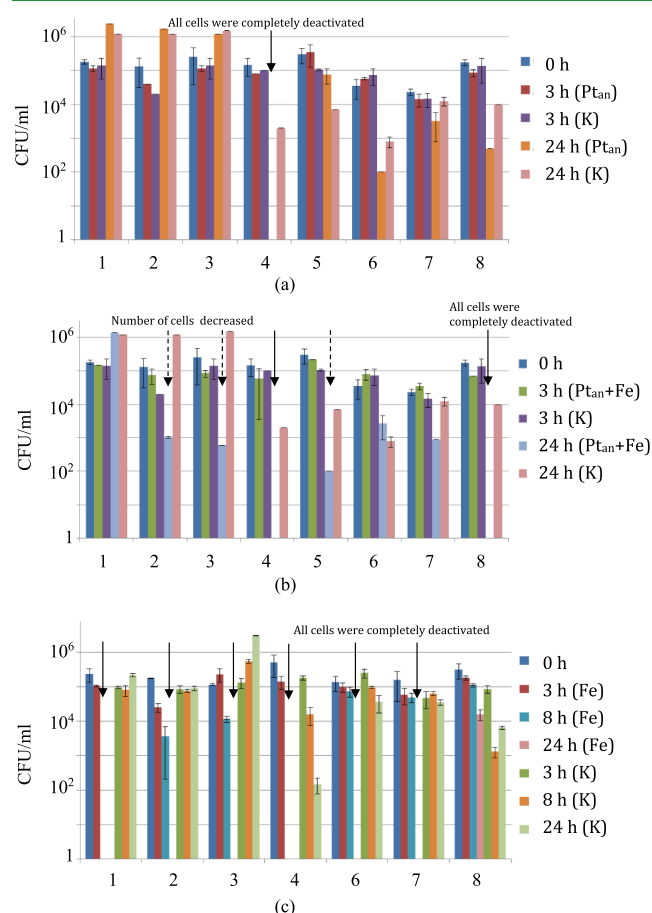 All cells were completely deactivated
10⁶
10⁴
10²
1
CFU/ml
1 2 3 4 5 6 7 8
(a)
0 h
3 h (Ptan)
3 h (K)
24 h (Ptan)
24 h (K)
Number of cells decreased
All cells were
completely deactivated
10⁶
10⁴
10²
1
CFU/ml
1 2 3 4 5 6 7 8
(b)
0 h
3 h (Ptan+Fe)
3 h (K)
24 h (Ptan+Fe)
24 h (K)
All cells were completely deactivated
10⁶
10⁴
10²
1
CFU/ml
1 2 3 4 6 7 8
(c)
0 h
3 h (Fe)
8 h (Fe)
24 h (Fe)
3 h (K)
8 h (K)
24 h (K)